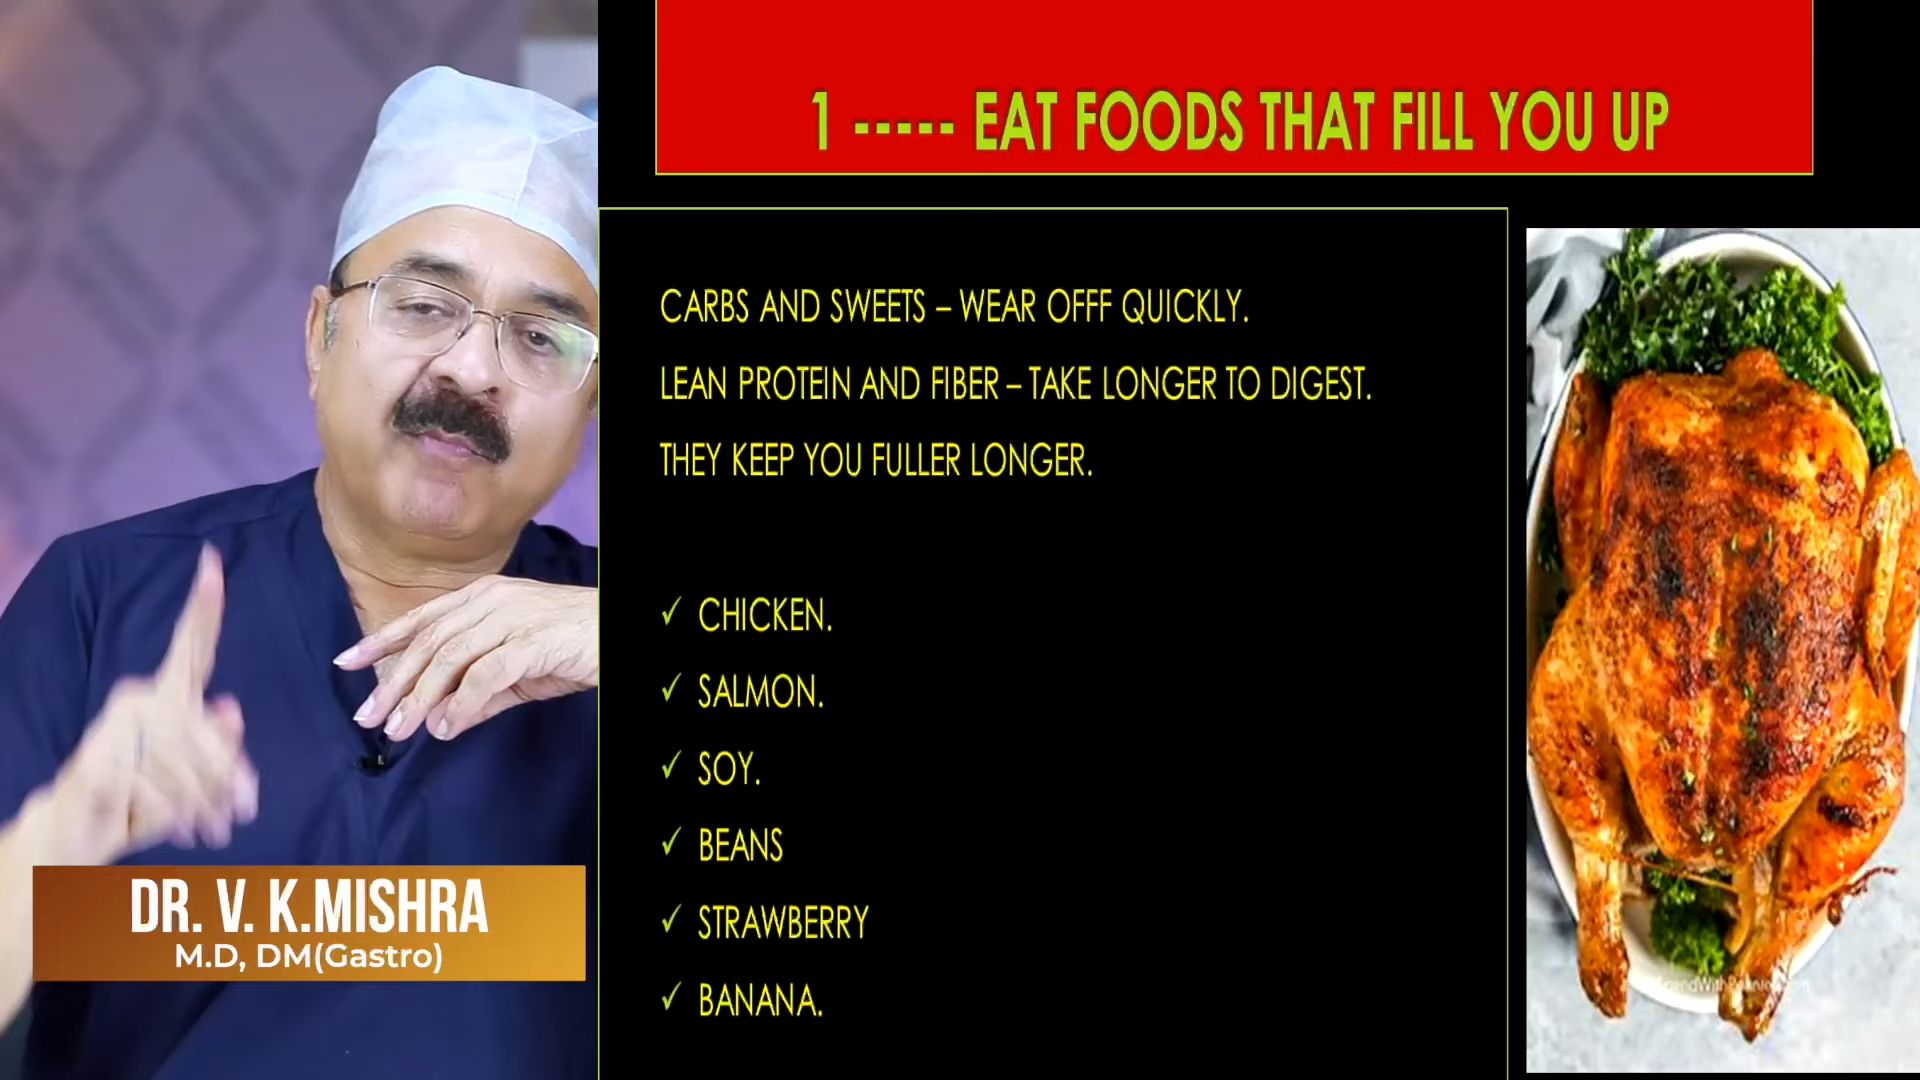 1 ----- EAT FOODS THAT FILL YOU UP
CARBS AND SWEETS – WEAR OFFF QUICKLY.
LEAN PROTEIN AND FIBER – TAKE LONGER TO DIGEST.
THEY KEEP YOU FULLER LONGER.
✓ CHICKEN.
✓ SALMON.
✓ SOY.
✓ BEANS
✓ STRAWBERRY
✓ BANANA.
DR. V. K.MISHRA
M.D, DM(Gastro)